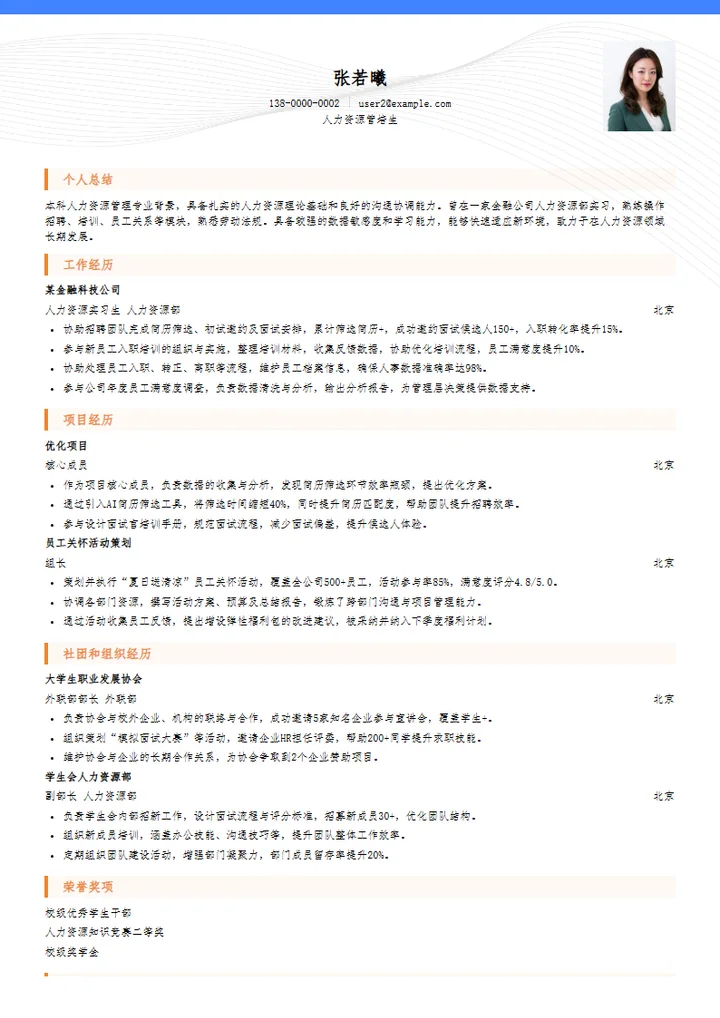 张若曦
138-0000-0002 | user2@example.com
人力资源管培生
个人总结
本科人力资源管理专业背景，具备扎实的人力资源理论基础和良好的沟通协调能力。曾在一家金融公司人力资源部实习，熟练操作
招聘、培训、员工关系等模块，熟悉劳动法规。具备较强的数据敏感度和学习能力，能够快速适应新环境，致力于在人力资源领域
长期发展。
工作经历
某金融科技公司
人力资源实习生 人力资源部 北京
• 协助招聘团队完成简历筛选、初试邀约及面试安排，累计筛选简历+，成功邀约面试候选人150+，入职转化率提升15%。
• 参与新员工入职培训的组织与实施，整理培训材料，收集反馈数据，协助优化培训流程，员工满意度提升10%。
• 协助处理员工入职、转正、离职等流程，维护员工档案信息，确保人事数据准确率达98%。
• 参与公司年度员工满意度调查，负责数据清洗与分析，输出分析报告，为管理层决策提供数据支持。
项目经历
优化项目
核心成员 北京
• 作为项目核心成员，负责数据的收集与分析，发现简历筛选环节效率瓶颈，提出优化方案。
• 通过引入AI简历筛选工具，将筛选时间缩短40%，同时提升简历匹配度，帮助团队提升招聘效率。
• 参与设计面试官培训手册，规范面试流程，减少面试偏差，提升候选人体验。
员工关怀活动策划
组长 北京
• 策划并执行“夏日送清凉”员工关怀活动，覆盖全公司500+员工，活动参与率85%，满意度评分4.8/5.0。
• 协调各部门资源，撰写活动方案、预算及总结报告，锻炼了跨部门沟通与项目管理能力。
• 通过活动收集员工反馈，提出增设弹性福利包的改进建议，被采纳并纳入下季度福利计划。
社团和组织经历
大学生职业发展协会
外联部部长 外联部 北京
• 负责协会与校外企业、机构的联络与合作，成功邀请5家知名企业参与宣讲会，覆盖学生+。
• 组织策划“模拟面试大赛”等活动，邀请企业HR担任评委，帮助200+同学提升求职技能。
• 维护协会与企业的长期合作关系，为协会争取到2个企业赞助项目。
学生会人力资源部
副部长 人力资源部 北京
• 负责学生会内部招新工作，设计面试流程与评分标准，招募新成员30+，优化团队结构。
• 组织新成员培训，涵盖办公技能、沟通技巧等，提升团队整体工作效率。
• 定期组织团队建设活动，增强部门凝聚力，部门成员留存率提升20%。
荣誉奖项
校级优秀学生干部
人力资源知识竞赛二等奖
校级奖学金